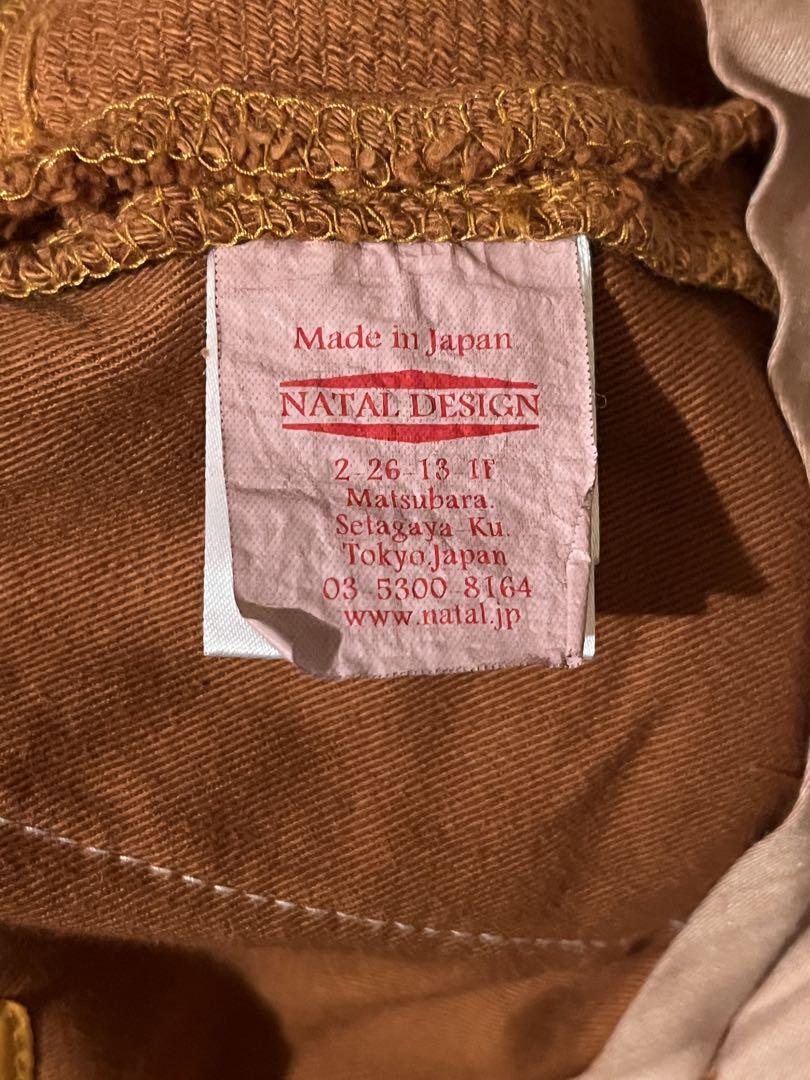 Made in Japan
NATAL DESIGN
2-26-13 1F
Matsubara.
Setagaya-Ku.
Tokyo.Japan
03-5300-8164
www.natal.jp